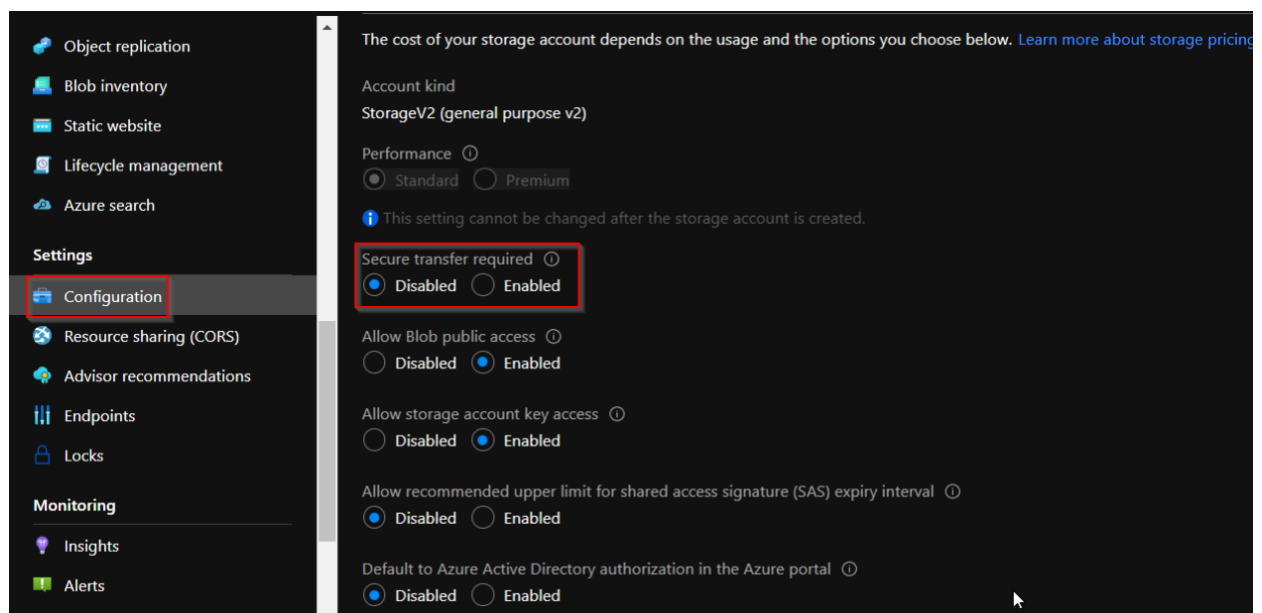 Object replication
Blob inventory
Static website
Lifecycle management
Azure search
Settings
Configuration
Resource sharing (CORS)
Advisor recommendations
Endpoints
Locks
Monitoring
Insights
Alerts
The cost of your storage account depends on the usage and the options you choose below. Learn more about storage pricing
Account kind
StorageV2 (general purpose v2)
Performance
Standard Premium
This setting cannot be changed after the storage account is created.
Secure transfer required
Disabled Enabled
Allow Blob public access
Disabled Enabled
Allow storage account key access
Disabled Enabled
Allow recommended upper limit for shared access signature (SAS) expiry interval
Disabled Enabled
Default to Azure Active Directory authorization in the Azure portal
Disabled Enabled